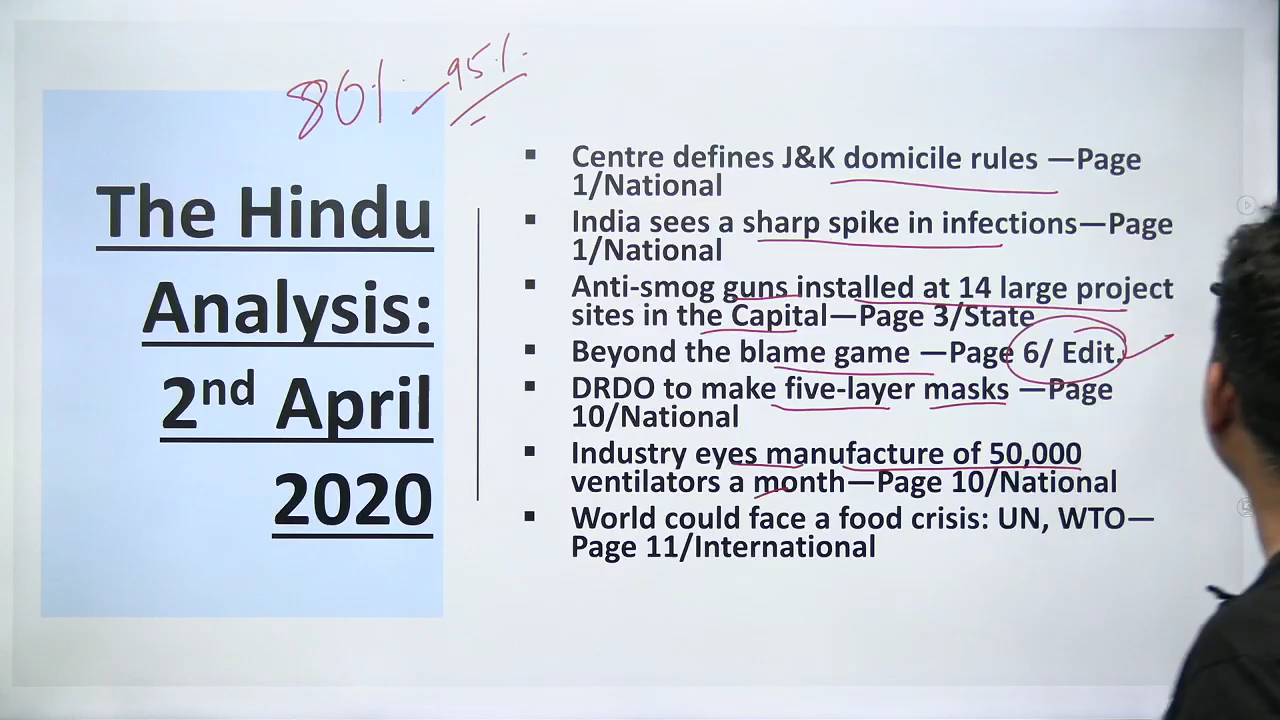 80% 95%.
The Hindu
Analysis:
2nd April
2020
▪ Centre defines J&K domicile rules —Page
1/National
▪ India sees a sharp spike in infections—Page
1/National
▪ Anti-smog guns installed at 14 large project
sites in the Capital—Page 3/State
▪ Beyond the blame game —Page 6/ Edit.
▪ DRDO to make five-layer masks —Page
10/National
▪ Industry eyes manufacture of 50,000
ventilators a month—Page 10/National
▪ World could face a food crisis: UN, WTO—
Page 11/International